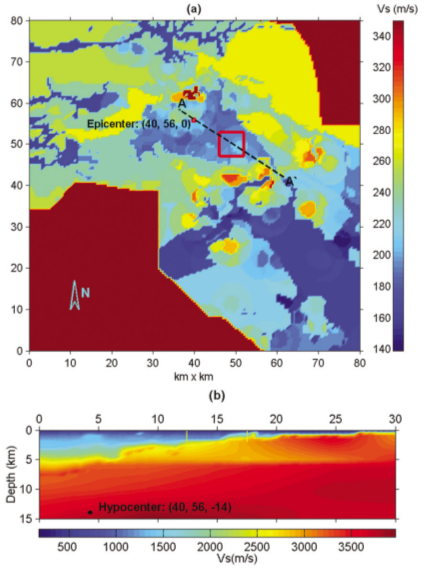 (a)
Vs (m/s)
80
70
60
50
40
30
20
10
0
A
Epicenter: (40, 56, 0)
A'
N
340
320
300
280
260
240
220
200
180
160
140
0 10 20 30 40 50 60 70 80
km x km
(b)
0 5 10 15 20 25 30
Depth (km)
0
5
10
15
Hypocenter: (40, 56, -14)
500 1000 1500 2000 2500 3000 3500
Vs(m/s)